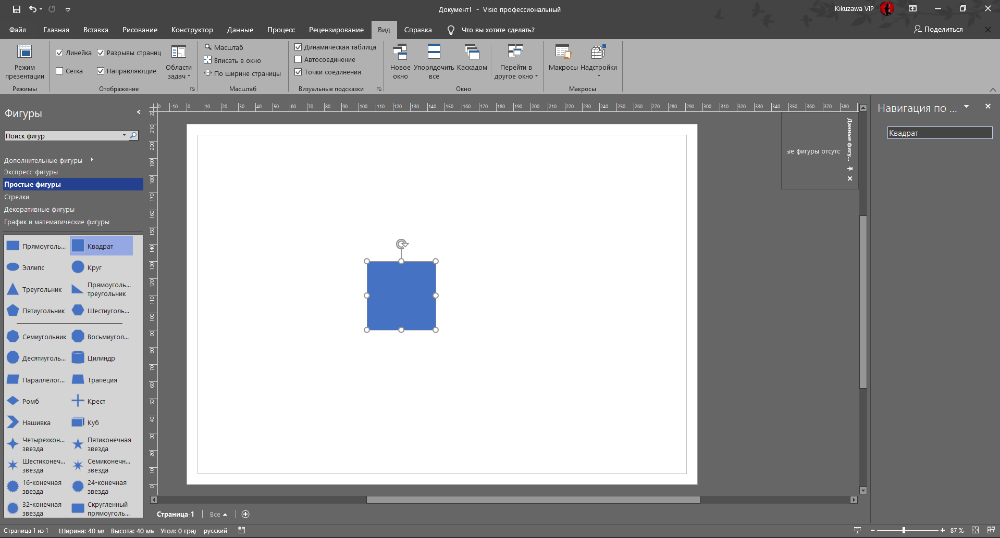 Документ1 - Visio профессиональный
Kikuzawa VIP
Файл Главная Вставка Рисование Конструктор Данные Процесс Рецензирование Вид Справка Что вы хотите сделать? Поделиться
Режим презентации
Режимы
Линейка Разрывы страниц
Сетка Направляющие
Области задач
Отображение
Масштаб
Вписать в окно
По ширине страницы
Масштаб
Динамическая таблица
Автосоединение
Точки соединения
Визуальные подсказки
Новое окно
Упорядочить все
Каскадом
Перейти в другое окно
Окно
Макросы
Надстройки
Макросы
Фигуры
Поиск фигур
Дополнительные фигуры
Экспресс-фигуры
Простые фигуры
Стрелки
Декоративные фигуры
График и математические фигуры
Прямоуголь... Квадрат
Эллипс Круг
Треугольник Прямоуголь... треугольник
Пятиугольник Шестиуголь...
Семиугольник Восьмиугол...
Десятиуголь... Цилиндр
Параллелог... Трапеция
Ромб Крест
Нашивка Куб
Четырехкон... звезда Пятиконечная звезда
Шестиконеч... звезда Семиконечн... звезда
16-конечная звезда 24-конечная звезда
32-конечная звезда Скругленный прямоуголь...
0 -10 0 10 20 30 40 50 60 70 80 90 100 110 120 130 140 150 160 170 180 190 200 210 220 230 240 250 260 270 280 290 300 310 320 330 340 350 360 370 380
22 210 200 190 180 170 160 150 140 130 120 110 100 90 80 70 60 50 40 30 20 10 0
Данные фигу...
ые фигуры отсутс
Навигация по ...
Квадрат
Страница-1 Все
Страница 1 из 1 Ширина: 40 мм Высота: 40 мм Угол: 0 град русский
87 %